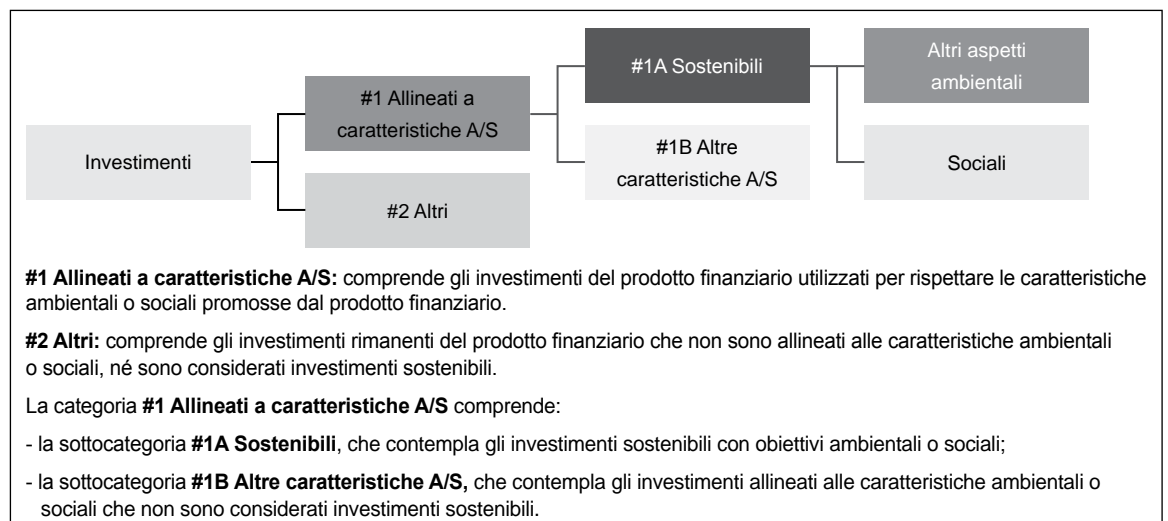 Investimenti
#1 Allineati a
caratteristiche A/S
#2 Altri
#1A Sostenibili
#1B Altre
caratteristiche A/S
Altri aspetti
ambientali
Sociali
#1 Allineati a caratteristiche A/S: comprende gli investimenti del prodotto finanziario utilizzati per rispettare le caratteristiche
ambientali o sociali promosse dal prodotto finanziario.
#2 Altri: comprende gli investimenti rimanenti del prodotto finanziario che non sono allineati alle caratteristiche ambientali
o sociali, né sono considerati investimenti sostenibili.
La categoria #1 Allineati a caratteristiche A/S comprende:
- la sottocategoria #1A Sostenibili, che contempla gli investimenti sostenibili con obiettivi ambientali o sociali;
- la sottocategoria #1B Altre caratteristiche A/S, che contempla gli investimenti allineati alle caratteristiche ambientali o
sociali che non sono considerati investimenti sostenibili.